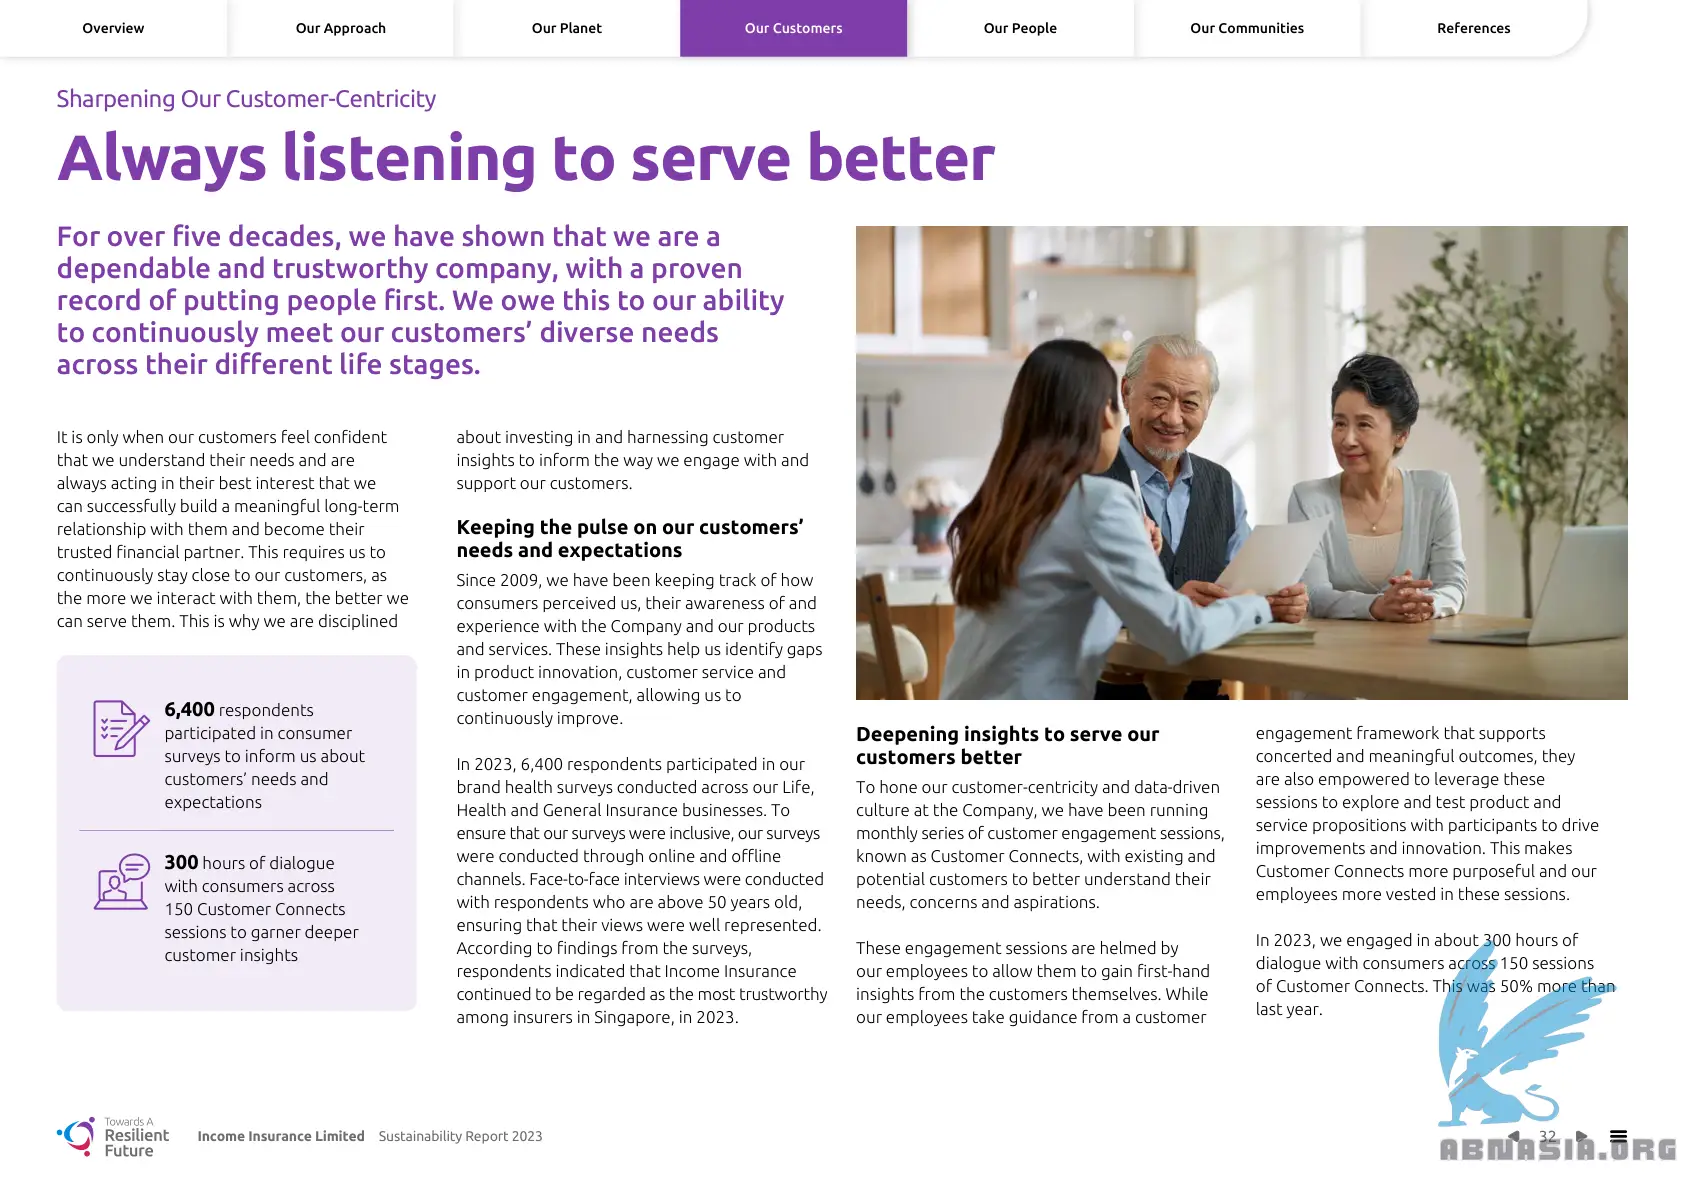 Overview
Our Approach
Our Planet
Our Customers
Our People
Our Communities
References
Sharpening Our Customer-Centricity
Always listening to serve better
For over five decades, we have shown that we are a
dependable and trustworthy company, with a proven
record of putting people first. We owe this to our ability
to continuously meet our customers’ diverse needs
across their different life stages.
It is only when our customers feel confident
that we understand their needs and are
always acting in their best interest that we
can successfully build a meaningful long-term
relationship with them and become their
trusted financial partner. This requires us to
continuously stay close to our customers, as
the more we interact with them, the better we
can serve them. This is why we are disciplined
6,400 respondents
participated in consumer
surveys to inform us about
customers’ needs and
expectations
300 hours of dialogue
with consumers across
150 Customer Connects
sessions to garner deeper
customer insights
about investing in and harnessing customer
insights to inform the way we engage with and
support our customers.
Keeping the pulse on our customers’
needs and expectations
Since 2009, we have been keeping track of how
consumers perceived us, their awareness of and
experience with the Company and our products
and services. These insights help us identify gaps
in product innovation, customer service and
customer engagement, allowing us to
continuously improve.
In 2023, 6,400 respondents participated in our
brand health surveys conducted across our Life,
Health and General Insurance businesses. To
ensure that our surveys were inclusive, our surveys
were conducted through online and offline
channels. Face-to-face interviews were conducted
with respondents who are above 50 years old,
ensuring that their views were well represented.
According to findings from the surveys,
respondents indicated that Income Insurance
continued to be regarded as the most trustworthy
among insurers in Singapore, in 2023.
Deepening insights to serve our
customers better
To hone our customer-centricity and data-driven
culture at the Company, we have been running
monthly series of customer engagement sessions,
known as Customer Connects, with existing and
potential customers to better understand their
needs, concerns and aspirations.
These engagement sessions are helmed by
our employees to allow them to gain first-hand
insights from the customers themselves. While
our employees take guidance from a customer
engagement framework that supports
concerted and meaningful outcomes, they
are also empowered to leverage these
sessions to explore and test product and
service propositions with participants to drive
improvements and innovation. This makes
Customer Connects more purposeful and our
employees more vested in these sessions.
In 2023, we engaged in about 300 hours of
dialogue with consumers across 150 sessions
of Customer Connects. This was 50% more than
last year.
Towards A
Resilient
Future
Income Insurance Limited Sustainability Report 2023
32
ABNASIA.ORG